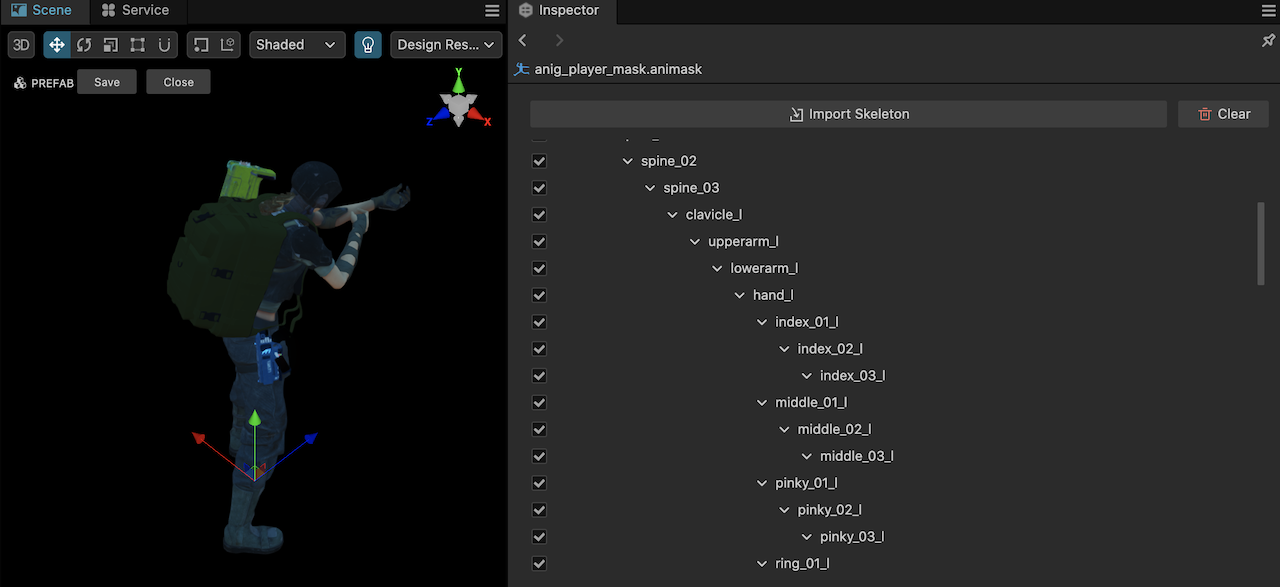 Scene
Service
3D
Shaded
Design Res...
PREFAB
Save
Close
Y
Z
X
Inspector
anig_player_mask.animask
Import Skeleton
Clear
spine_02
spine_03
clavicle_l
upperarm_l
lowerarm_l
hand_l
index_01_l
index_02_l
index_03_l
middle_01_l
middle_02_l
middle_03_l
pinky_01_l
pinky_02_l
pinky_03_l
ring_01_l